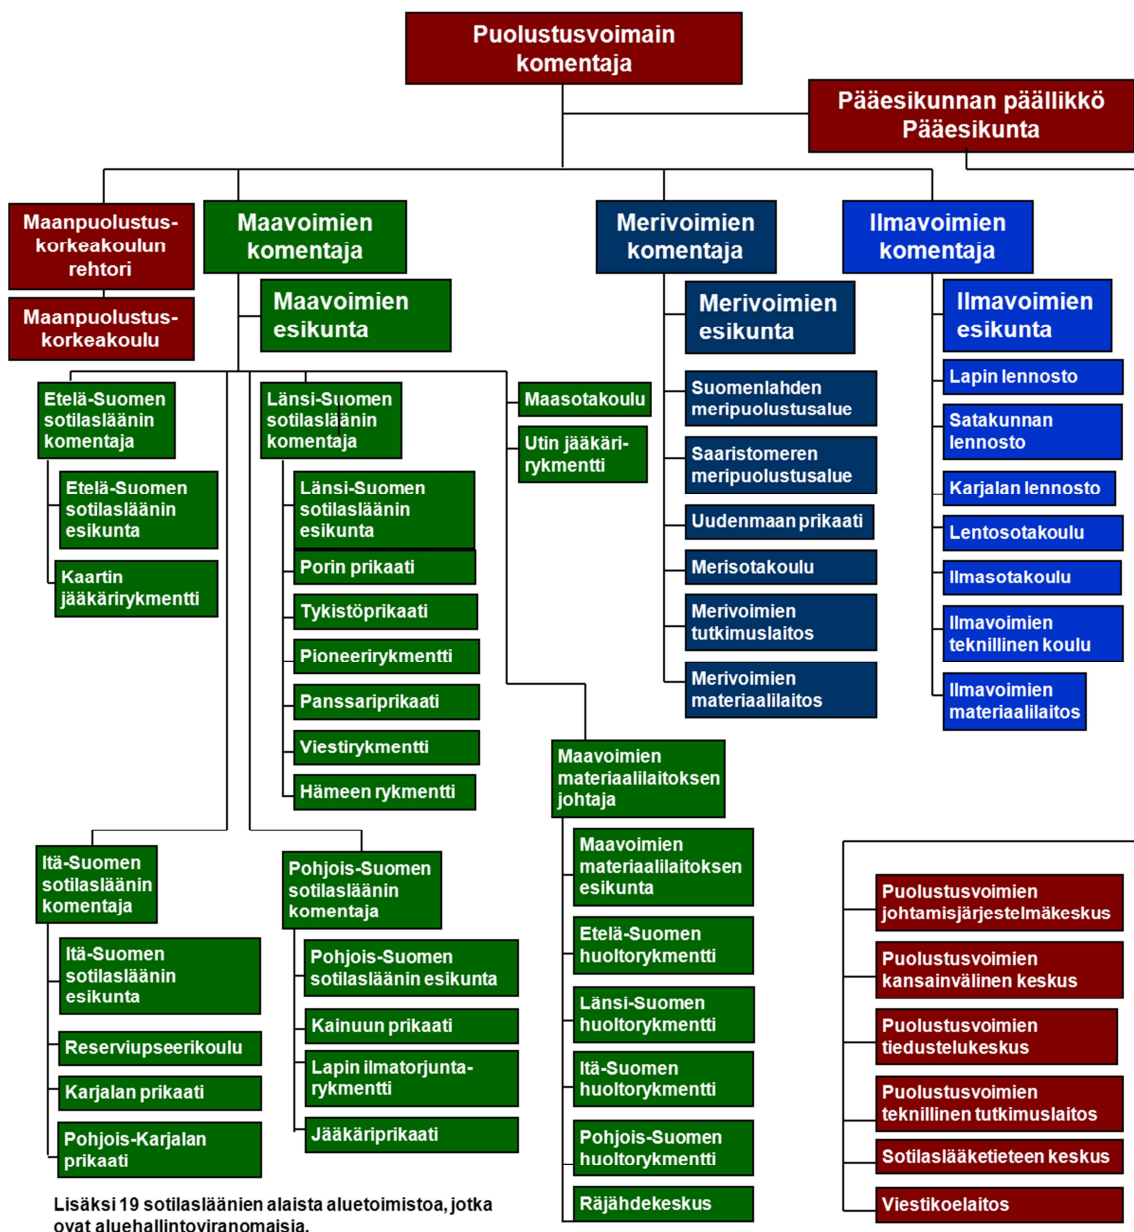 Puolustusvoimain
komentaja
Pääesikunnan päällikkö
Pääesikunta
Maanpuolustus-
korkeakoulun
rehtori
Maanpuolustus-
korkeakoulu
Maavoimien
komentaja
Maavoimien
esikunta
Merivoimien
komentaja
Merivoimien
esikunta
Ilmavoimien
komentaja
Ilmavoimien
esikunta
Etelä-Suomen
sotilasläänin
komentaja
Etelä-Suomen
sotilasläänin
esikunta
Kaartin
jääkärirykmentti
Länsi-Suomen
sotilasläänin
komentaja
Länsi-Suomen
sotilasläänin
esikunta
Porin prikaati
Tykistöprikaati
Pioneerirykmentti
Panssariprikaati
Viestirykmentti
Hämeen rykmentti
Maasotakoulu
Utin jääkäri-
rykmentti
Suomenlahden
meripuolustusalue
Saaristomeren
meripuolustusalue
Uudenmaan prikaati
Merisotakoulu
Merivoimien
tutkimuslaitos
Merivoimien
materiaalilaitos
Lapin lennosto
Satakunnan
lennosto
Karjalan lennosto
Lentosotakoulu
Ilmasotakoulu
Ilmavoimien
teknillinen koulu
Ilmavoimien
materiaalilaitos
Itä-Suomen
sotilasläänin
komentaja
Itä-Suomen
sotilasläänin
esikunta
Reserviupseerikoulu
Karjalan prikaati
Pohjois-Karjalan
prikaati
Pohjois-Suomen
sotilasläänin
komentaja
Pohjois-Suomen
sotilasläänin esikunta
Kainuun prikaati
Lapin ilmatorjunta-
rykmentti
Jääkäriprikaati
Maavoimien
materiaalilaitoksen
johtaja
Maavoimien
materiaalilaitoksen
esikunta
Etelä-Suomen
huoltorykmentti
Länsi-Suomen
huoltorykmentti
Itä-Suomen
huoltorykmentti
Pohjois-Suomen
huoltorykmentti
Räjähdekeskus
Puolustusvoimien
johtamisjärjestelmäkeskus
Puolustusvoimien
kansainvälinen keskus
Puolustusvoimien
tiedustelukeskus
Puolustusvoimien
teknillinen tutkimuslaitos
Sotilaslääketieteen keskus
Viestikoelaitos
Lisäksi 19 sotilasläänien alaista aluetoimistoa, jotka
ovat aluehallintoviranomaisia.